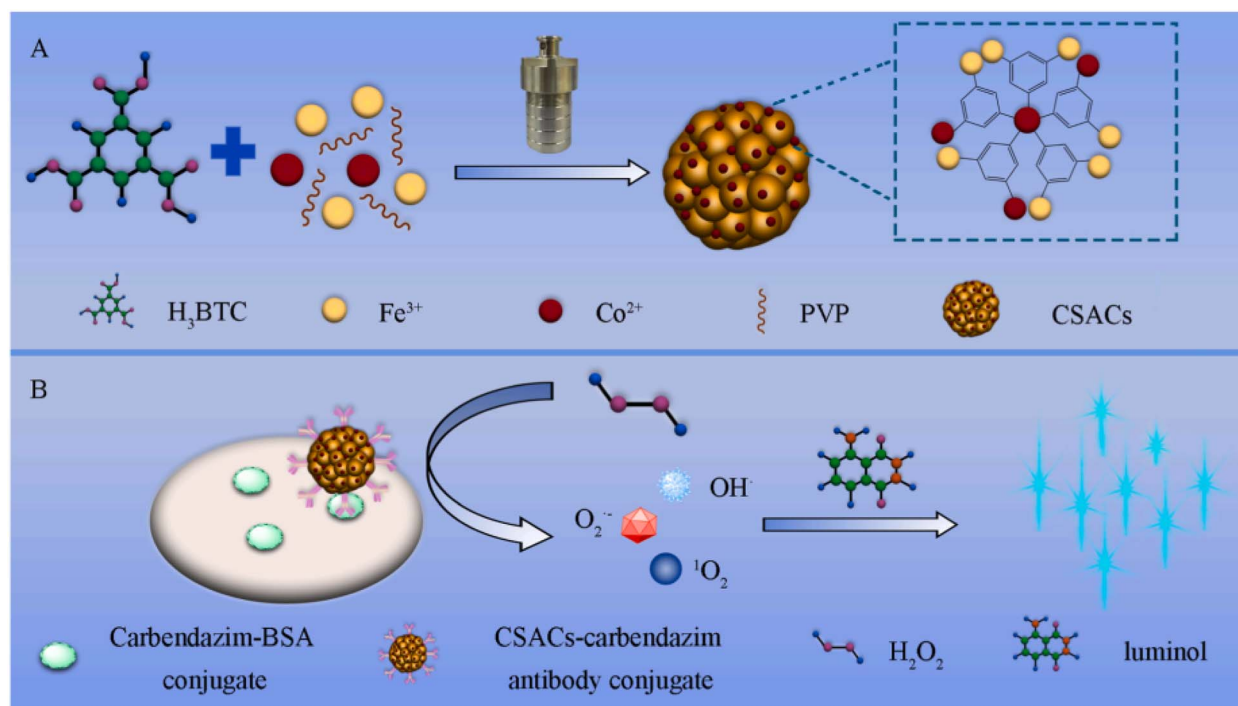 A
H₃BTC
Fe³⁺
Co²⁺
PVP
CSACs
B
OH·
O₂·-
¹O₂
Carbendazim-BSA
conjugate
CSACs-carbendazim
antibody conjugate
H₂O₂
luminol